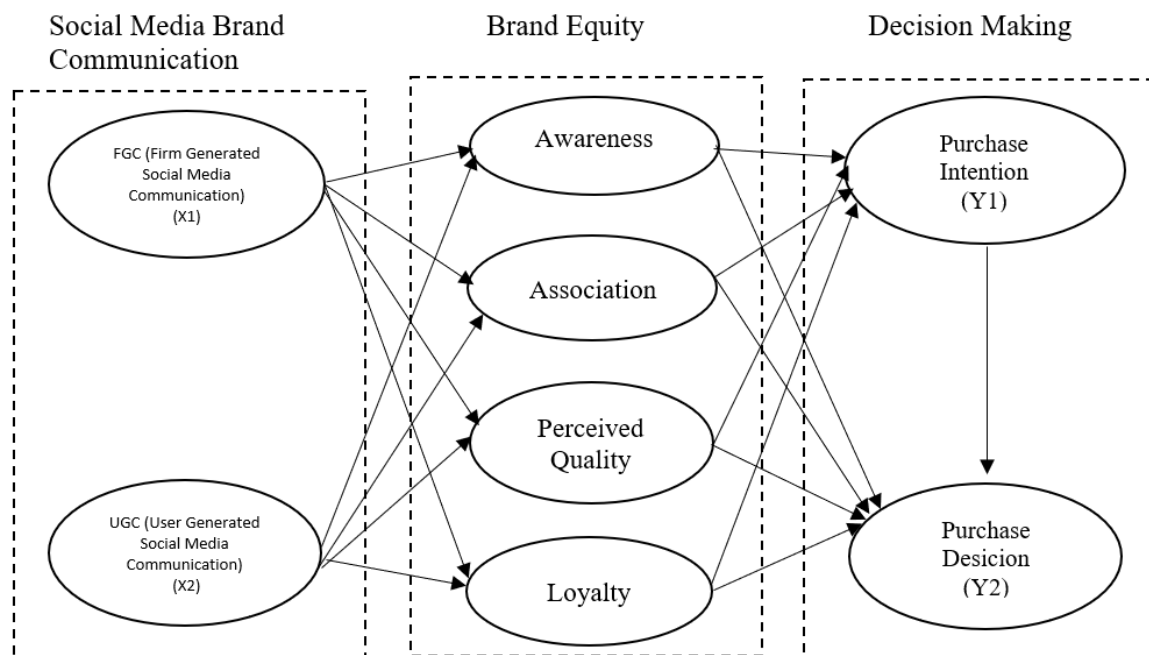 Social Media Brand
Communication
Brand Equity
Decision Making
FGC (Firm Generated
Social Media
Communication)
(X1)
Awareness
Purchase
Intention
(Y1)
Association
Perceived
Quality
UGC (User Generated
Social Media
Communication)
(X2)
Loyalty
Purchase
Desicion
(Y2)